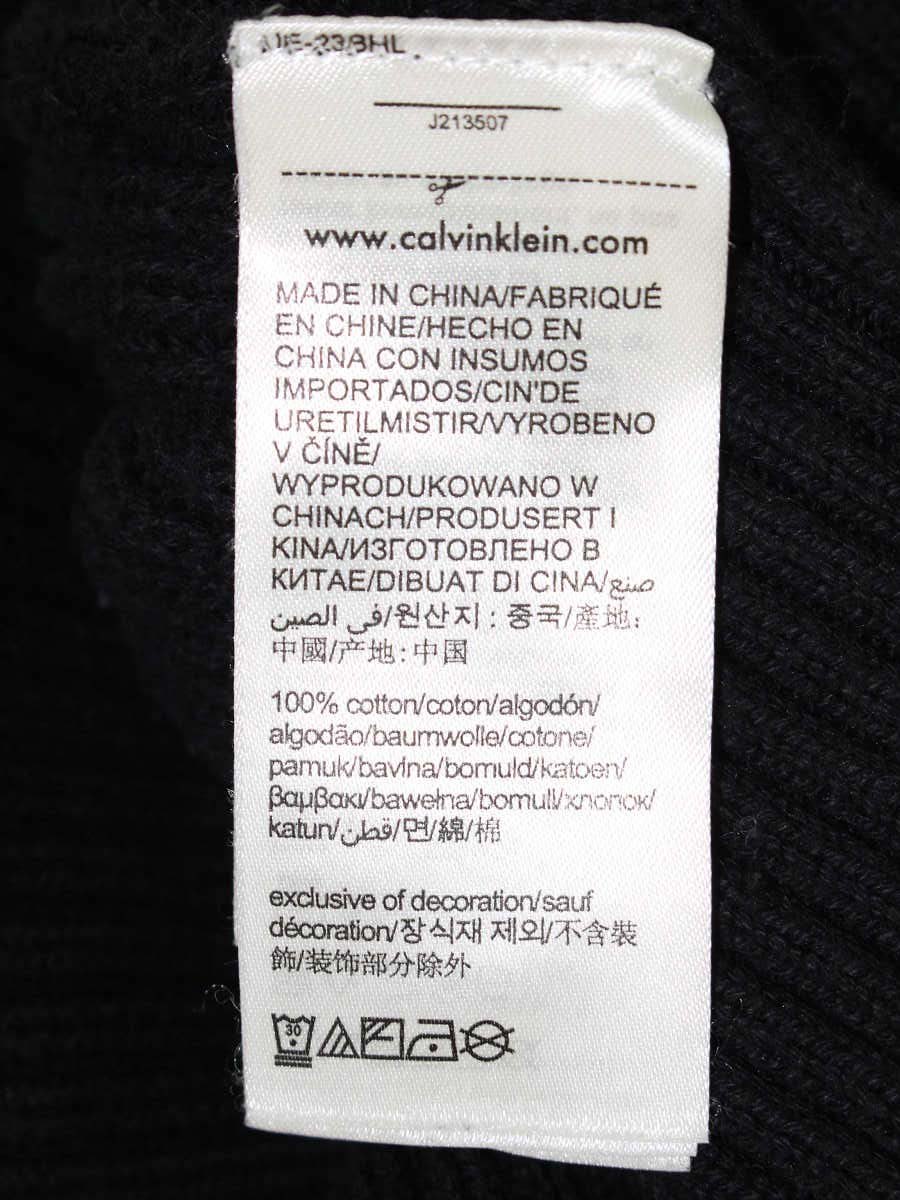 J213507
www.calvinklein.com
MADE IN CHINA/FABRIQUÉ
EN CHINE/HECHO EN
CHINA CON INSUMOS
IMPORTADOS/CIN'DE
URETILMISTIR/VYROBENO
V ČÍNĚ/
WYPRODUKOWANO W
CHINACH/PRODUSERT I
KINA/ИЗГОТОВЛЕНО В
КИТАЕ/DIBUAT DI CINA/صنع
في الصين/원산지 : 중국/產地:
中國/产地:中国
100% cotton/coton/algodón/
algodão/baumwolle/cotone/
pamuk/bavlna/bomuld/katoen/
βαμβακι/bawełna/bomull/хлопок/
katun/قطن/면/綿/棉
exclusive of decoration/sauf
décoration/장식재 제외/不含裝
飾/装饰部分除外
30